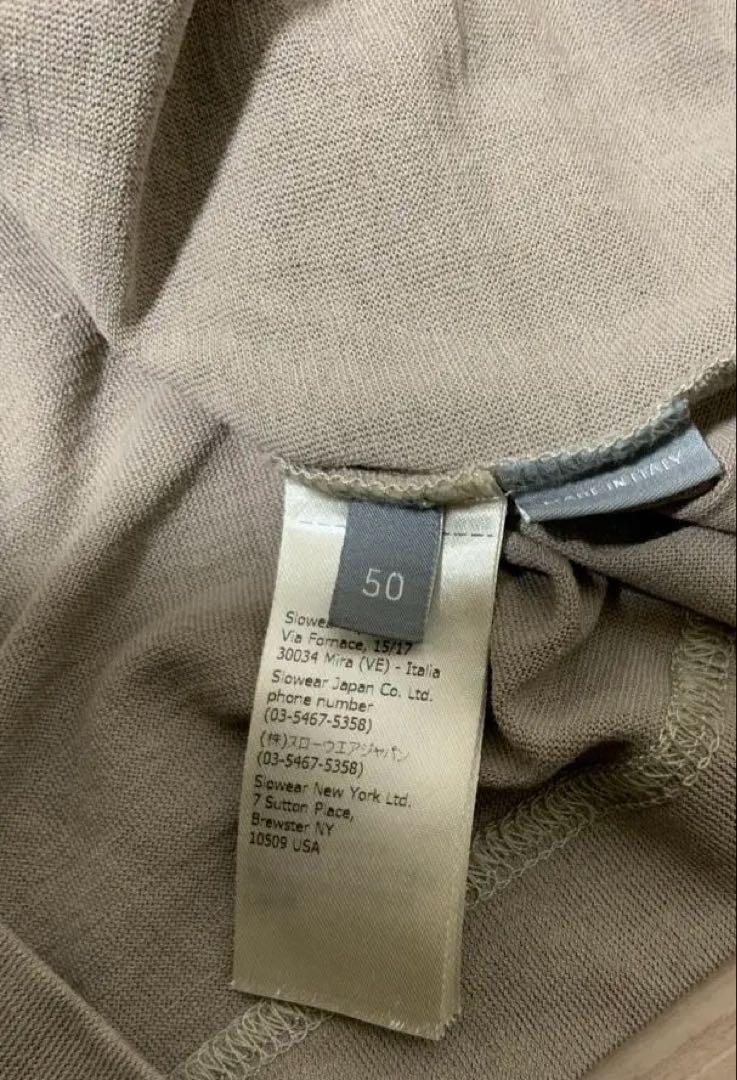 MADE IN ITALY
50
Slowear
Via Fornace, 15/17
30034 Mira (VE) - Italia
Slowear Japan Co. Ltd.
phone number
(03-5467-5358)
(株)スローウエアジャパン
(03-5467-5358)
Slowear New York Ltd.
7 Sutton Place,
Brewster NY
10509 USA